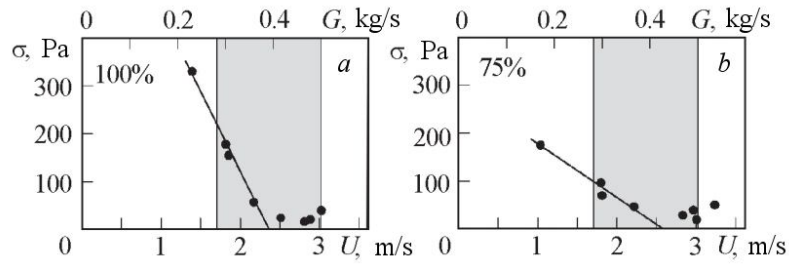 0 0.2 0.4 G, kg/s 0 0.2 0.4 G, kg/s
σ, Pa 100% a σ, Pa 75% b
300 300
200 200
100 100
0 1 2 3 U, m/s 0 1 2 3 U, m/s